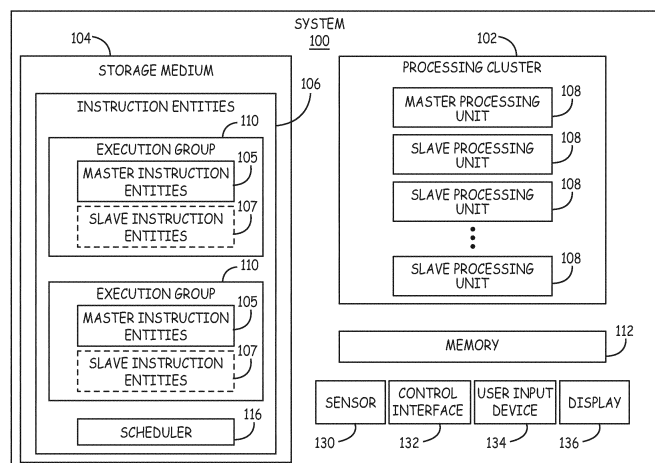 SYSTEM
100
104
STORAGE MEDIUM
INSTRUCTION ENTITIES
106
110
EXECUTION GROUP
105
MASTER INSTRUCTION
ENTITIES
107
SLAVE INSTRUCTION
ENTITIES
110
EXECUTION GROUP
105
MASTER INSTRUCTION
ENTITIES
107
SLAVE INSTRUCTION
ENTITIES
116
SCHEDULER
102
PROCESSING CLUSTER
MASTER PROCESSING
UNIT
108
SLAVE PROCESSING
UNIT
108
SLAVE PROCESSING
UNIT
108
SLAVE PROCESSING
UNIT
108
MEMORY
112
SENSOR
130
CONTROL
INTERFACE
132
USER INPUT
DEVICE
134
DISPLAY
136